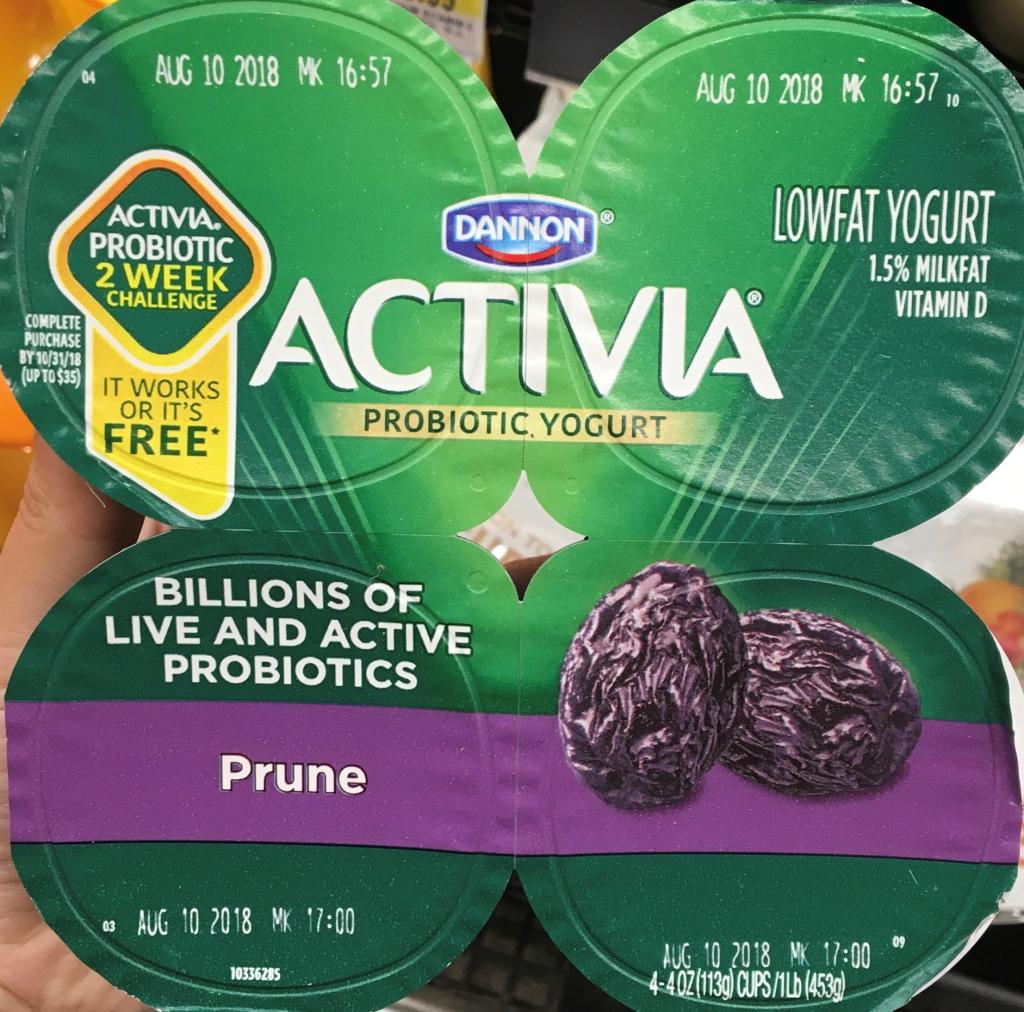 04 AUG 10 2018 MK 16:57
AUG 10 2018 MK 16:57 10
ACTIVIA®
PROBIOTIC
2 WEEK
CHALLENGE
COMPLETE
PURCHASE
BY 10/31/18
(UP TO $35)
IT WORKS
OR IT'S
FREE*
DANNON®
ACTIVIA®
PROBIOTIC YOGURT
LOWFAT YOGURT
1.5% MILKFAT
VITAMIN D
BILLIONS OF
LIVE AND ACTIVE
PROBIOTICS
Prune
03 AUG 10 2018 MK 17:00
10336285
AUG 10 2018 MK 17:00 09
4-4 OZ (113g) CUPS/1Lb (453g)